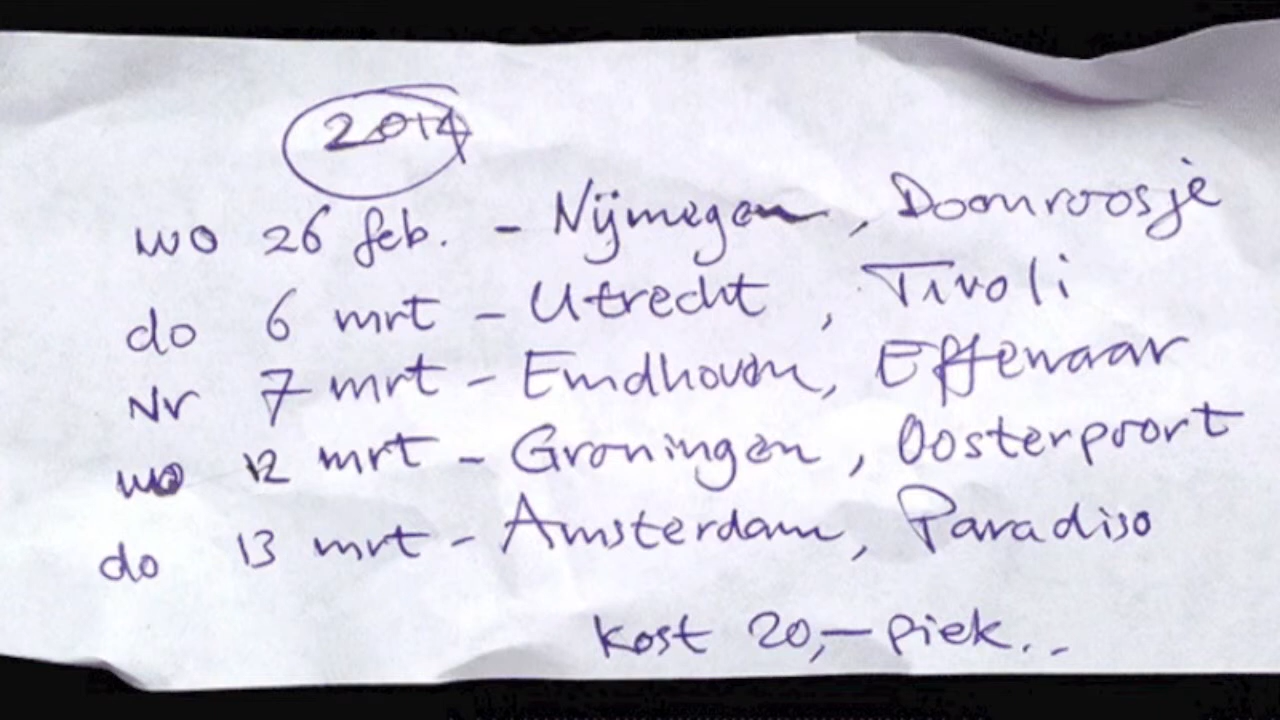 2014
wo 26 feb. - Nijmegen, Doornroosje
do 6 mrt - Utrecht, Tivoli
Vr 7 mrt - Eindhoven, Effenaar
wo 12 mrt - Groningen, Oosterpoort
do 13 mrt - Amsterdam, Paradiso
kost 20,- piek..